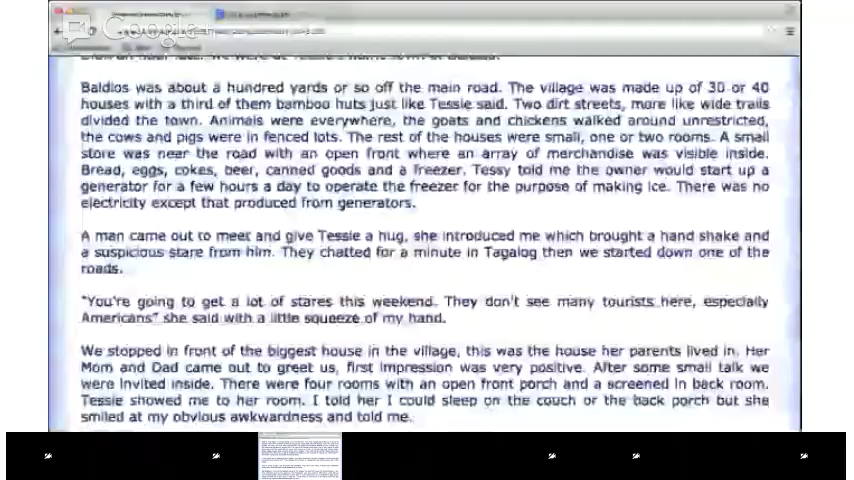 Google
Baldios was about a hundred yards or so off the main road. The village was made up of 30 or 40
houses with a third of them bamboo huts just like Tessie said. Two dirt streets, more like wide trails
divided the town. Animals were everywhere, the goats and chickens walked around unrestricted,
the cows and pigs were in fenced lots. The rest of the houses were small, one or two rooms. A small
store was near the road with an open front where an array of merchandise was visible inside.
Bread, eggs, cokes, beer, canned goods and a freezer. Tessy told me the owner would start up a
generator for a few hours a day to operate the freezer for the purpose of making ice. There was no
electricity except that produced from generators.
A man came out to meet and give Tessie a hug, she introduced me which brought a hand shake and
a suspicious stare from him. They chatted for a minute in Tagalog then we started down one of the
roads.
"You're going to get a lot of stares this weekend. They don't see many tourists here, especially
Americans" she said with a little squeeze of my hand.
We stopped in front of the biggest house in the village, this was the house her parents lived in. Her
Mom and Dad came out to greet us, first impression was very positive. After some small talk we
were invited inside. There were four rooms with an open front porch and a screened in back room.
Tessie showed me to her room. I told her I could sleep on the couch or the back porch but she
smiled at my obvious awkwardness and told me.